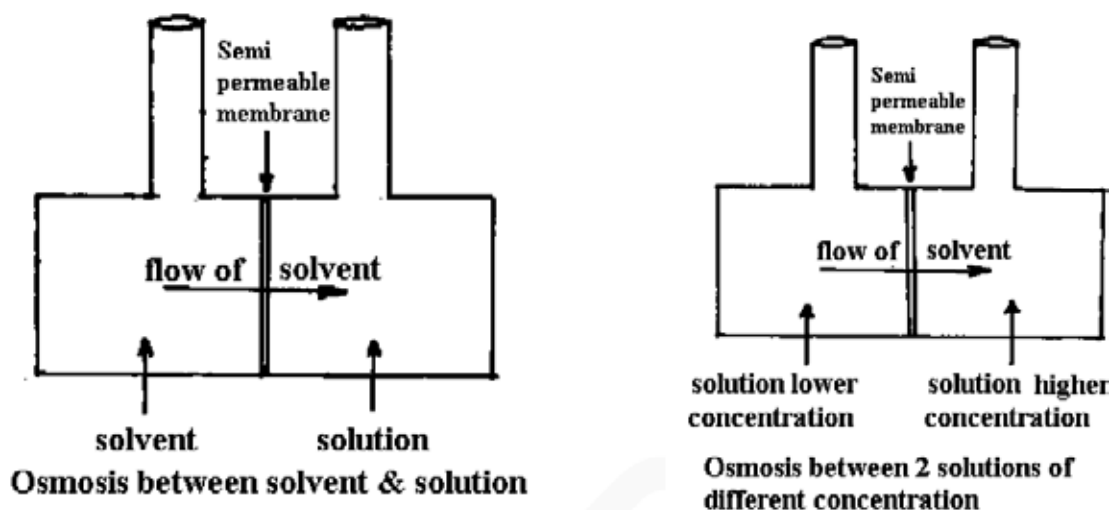 Semi
permeable
membrane
flow of solvent
solvent solution
Osmosis between solvent & solution
Semi
permeable
membrane
flow of solvent
solution lower
concentration
solution higher
concentration
Osmosis between 2 solutions of
different concentration